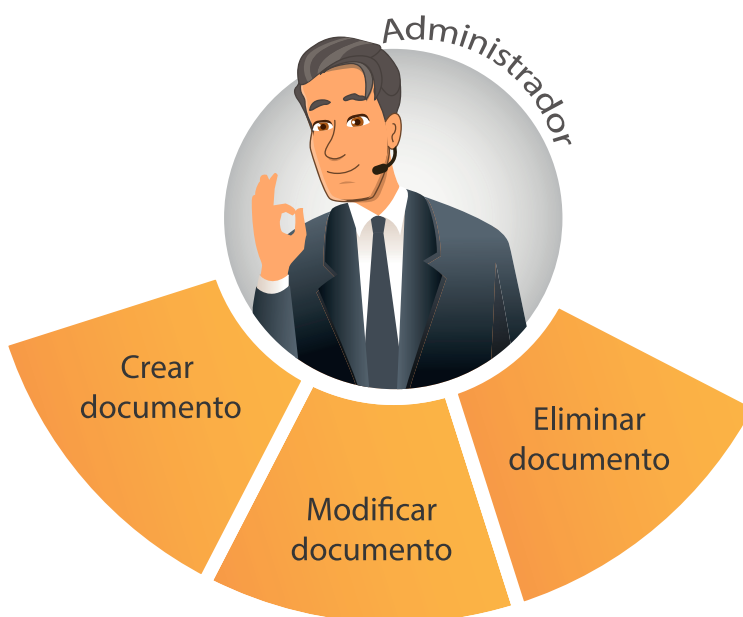 Administrador
Crear
documento
Modificar
documento
Eliminar
documento